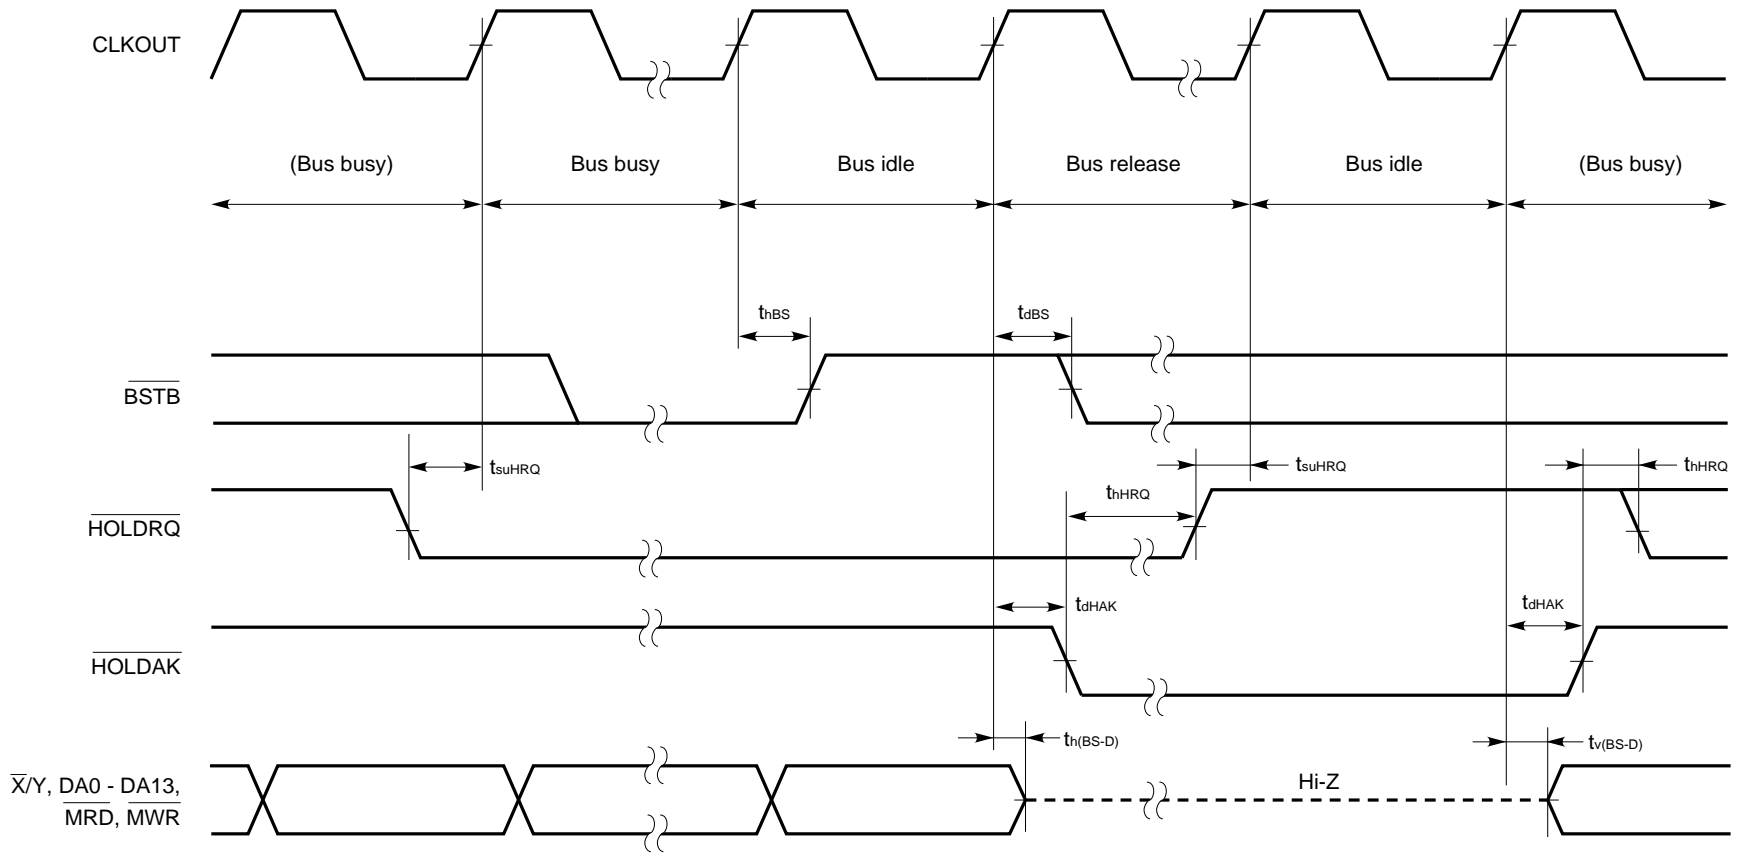 CLKOUT
(Bus busy) Bus busy Bus idle Bus release Bus idle (Bus busy)
thBS tdBS
BSTB
tsuHRQ tsuHRQ thHRQ
thHRQ
HOLDRQ
tdHAK tdHAK
HOLDAK
th(BS-D) tv(BS-D)
X/Y, DA0 - DA13,
MRD, MWR
Hi-Z